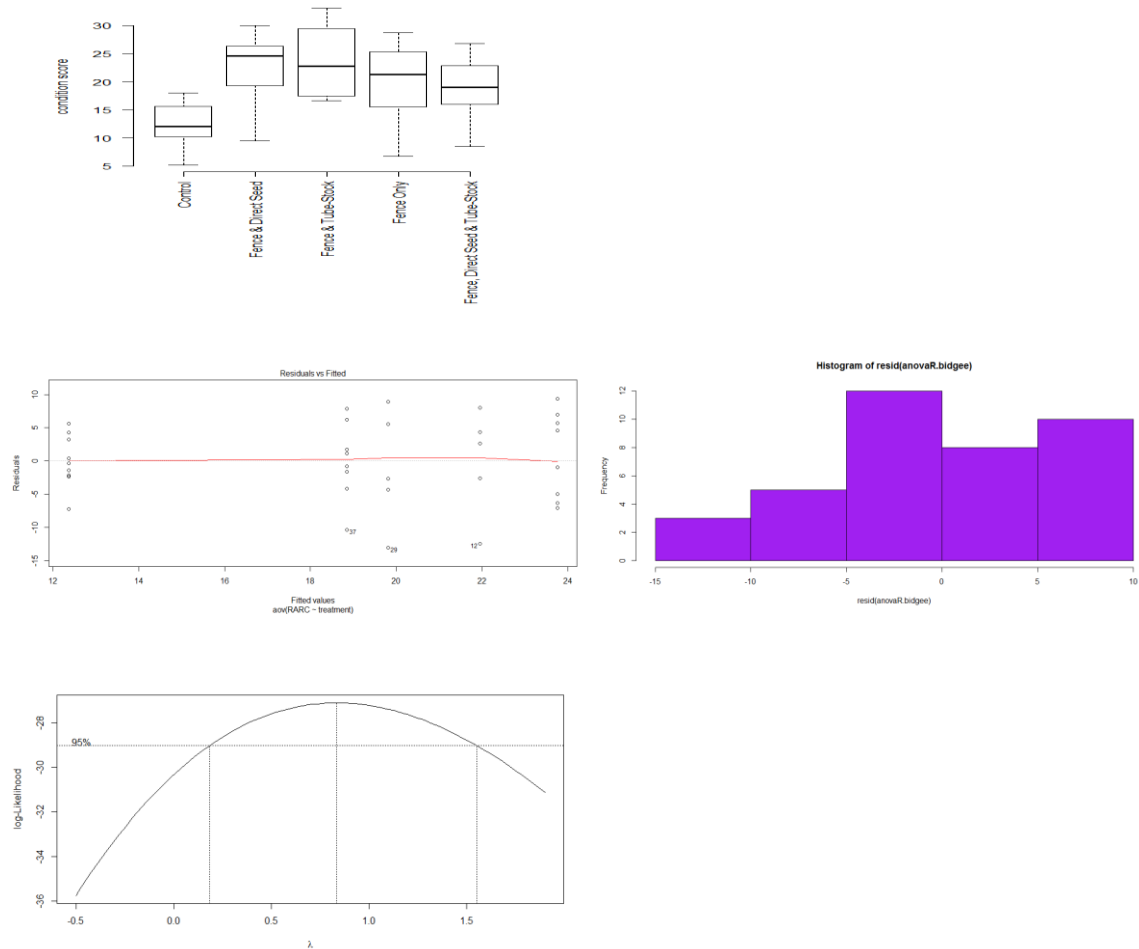 condition score
30
25
20
15
10
5
Control
Fence & Direct Seed
Fence & Tube-Stock
Fence Only
Fence, Direct Seed & Tube-Stock
Residuals vs Fitted
Residuals
10
5
0
-5
-10
-15
37
29
12
12 14 16 18 20 22 24
Fitted values
aov(RARC ~ treatment)
Histogram of resid(anovaR.bidgee)
Frequency
12
10
8
6
4
2
0
-15 -10 -5 0 5 10
resid(anovaR.bidgee)
log-Likelihood
-28
-30
-32
-34
-36
95%
-0.5 0.0 0.5 1.0 1.5
λ